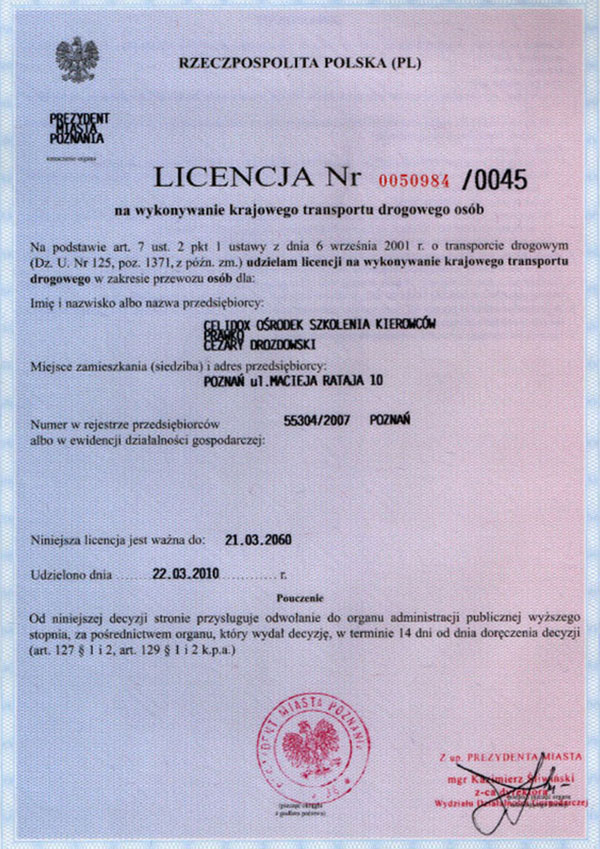 RZECZPOSPOLITA POLSKA (PL)
PREZYDENT
MIASTA
POZNANIA
oznaczenie organu
LICENCJA Nr 0050984 /0045
na wykonywanie krajowego transportu drogowego osób
Na podstawie art. 7 ust. 2 pkt 1 ustawy z dnia 6 września 2001 r. o transporcie drogowym
(Dz. U. Nr 125, poz. 1371, z późn. zm.) udzielam licencji na wykonywanie krajowego transportu
drogowego w zakresie przewozu osób dla:
Imię i nazwisko albo nazwa przedsiębiorcy:
CELIDOX OŚRODEK SZKOLENIA KIEROWCÓW
PRAWKO
CEZARY DROZDOWSKI
Miejsce zamieszkania (siedziba) i adres przedsiębiorcy:
POZNAŃ ul.MACIEJA RATAJA 10
Numer w rejestrze przedsiębiorców 55304/2007 POZNAŃ
albo w ewidencji działalności gospodarczej:
Niniejsza licencja jest ważna do: 21.03.2060
Udzielono dnia ....... 22.03.2010 ............ r.
Pouczenie
Od niniejszej decyzji stronie przysługuje odwołanie do organu administracji publicznej wyższego
stopnia, za pośrednictwem organu, który wydał decyzję, w terminie 14 dni od dnia doręczenia decyzji
(art. 127 § 1 i 2, art. 129 § 1 i 2 k.p.a.)
PREZYDENT MIASTA POZNANIA
Z up. PREZYDENTA MIASTA
mgr Kazimierz Śliwiński
z-ca dyrektora
Wydziału Działalności Gospodarczej
(pieczęć okrągła
z godłem państwa)